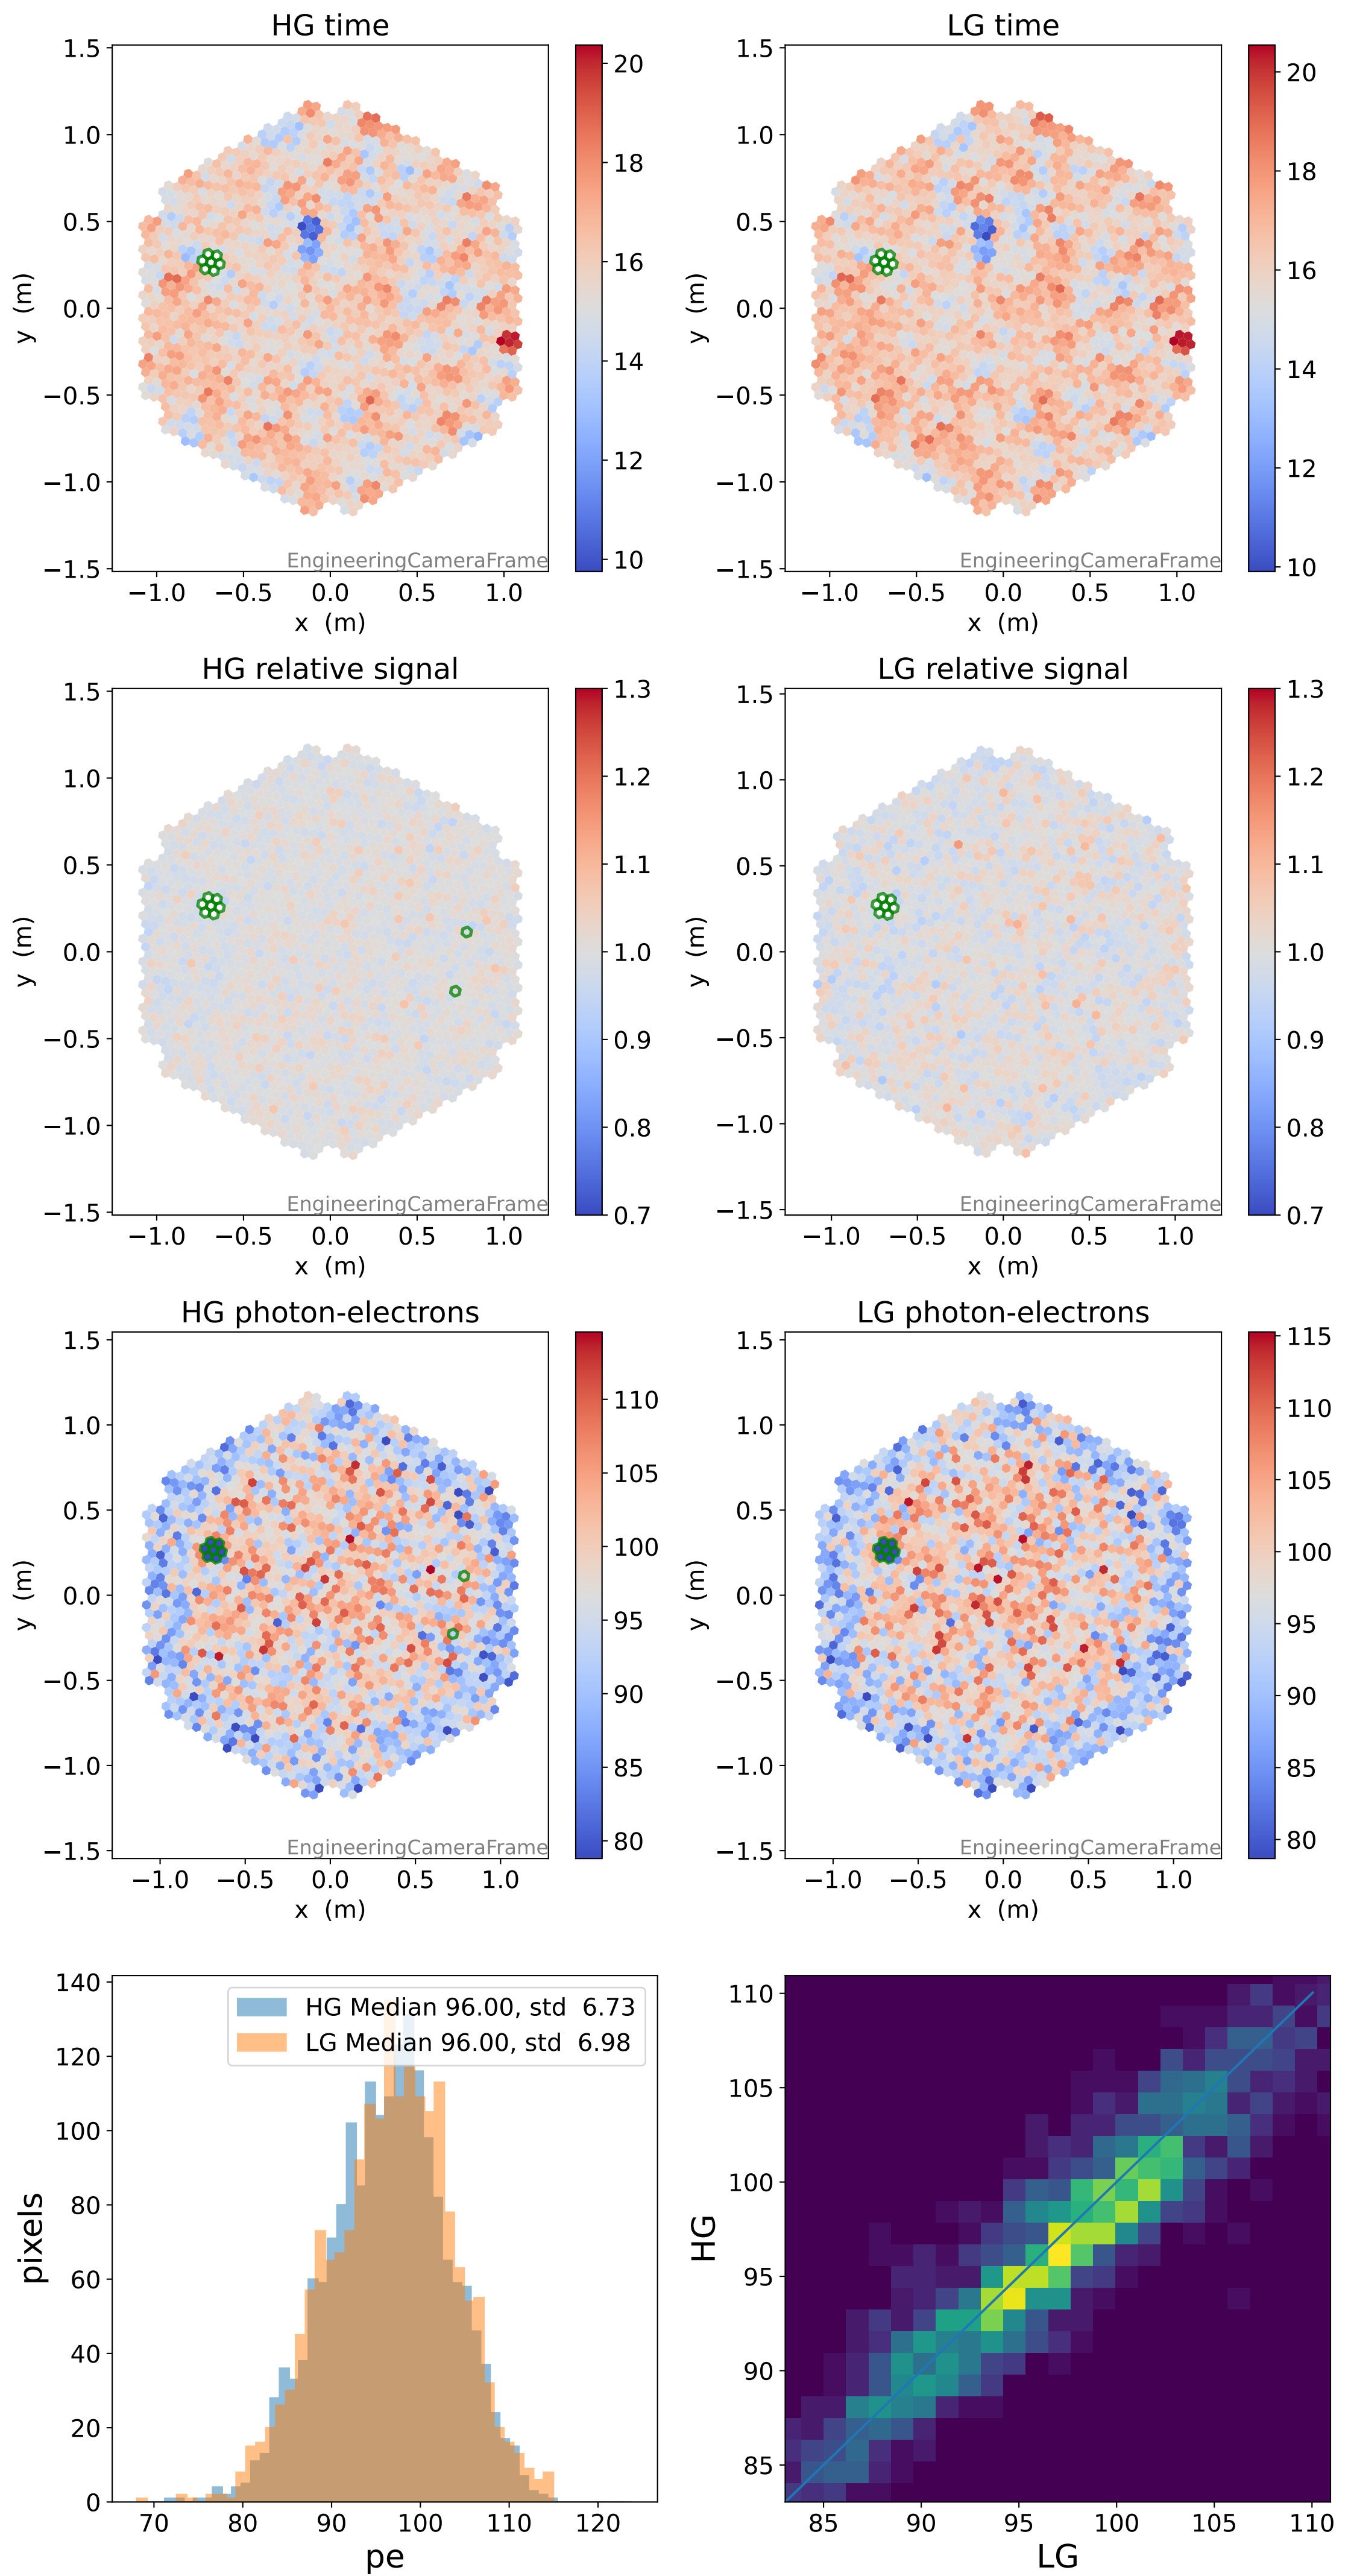 HG time
LG time
1.5
1.0
0.5
0.0
−0.5
−1.0
−1.5
y (m)
−1.0 −0.5 0.0 0.5 1.0
x (m)
EngineeringCameraFrame
20
18
16
14
12
10
1.5
1.0
0.5
0.0
−0.5
−1.0
−1.5
y (m)
−1.0 −0.5 0.0 0.5 1.0
x (m)
EngineeringCameraFrame
20
18
16
14
12
10
HG relative signal
LG relative signal
1.5
1.0
0.5
0.0
−0.5
−1.0
−1.5
y (m)
−1.0 −0.5 0.0 0.5 1.0
x (m)
EngineeringCameraFrame
1.3
1.2
1.1
1.0
0.9
0.8
0.7
1.5
1.0
0.5
0.0
−0.5
−1.0
−1.5
y (m)
−1.0 −0.5 0.0 0.5 1.0
x (m)
EngineeringCameraFrame
1.3
1.2
1.1
1.0
0.9
0.8
0.7
HG photon-electrons
LG photon-electrons
1.5
1.0
0.5
0.0
−0.5
−1.0
−1.5
y (m)
−1.0 −0.5 0.0 0.5 1.0
x (m)
EngineeringCameraFrame
110
105
100
95
90
85
80
1.5
1.0
0.5
0.0
−0.5
−1.0
−1.5
y (m)
−1.0 −0.5 0.0 0.5 1.0
x (m)
EngineeringCameraFrame
115
110
105
100
95
90
85
80
HG Median 96.00, std 6.73
LG Median 96.00, std 6.98
140
120
100
80
60
40
20
0
pixels
70 80 90 100 110 120
pe
110
105
100
95
90
85
HG
85 90 95 100 105 110
LG